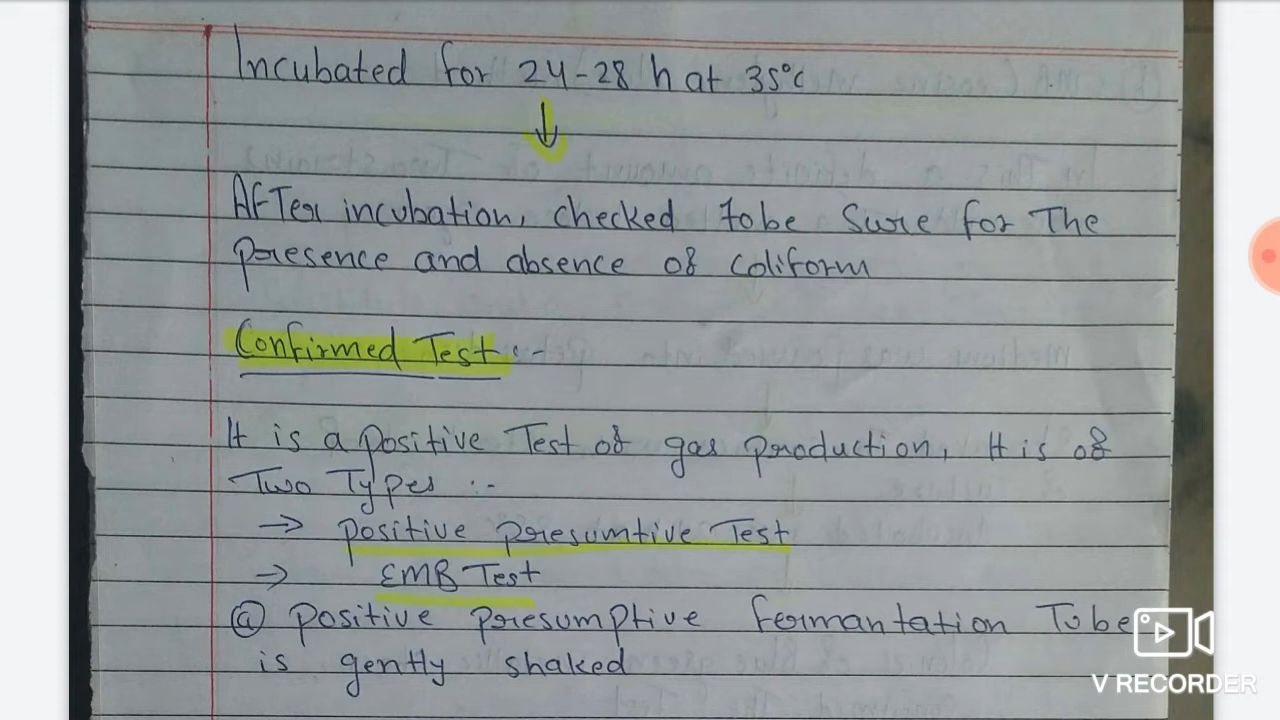 Incubated for 24-28 h at 35°C
↓
After incubation, checked tobe Sure for The
presence and absence of coliform
Confirmed Test :-
It is a positive Test of gas production, It is of
Two Types :-
→ positive presumtive Test
→ EMB Test
@ positive presumptive fermantation Tube
is gently shaked
V RECORDER